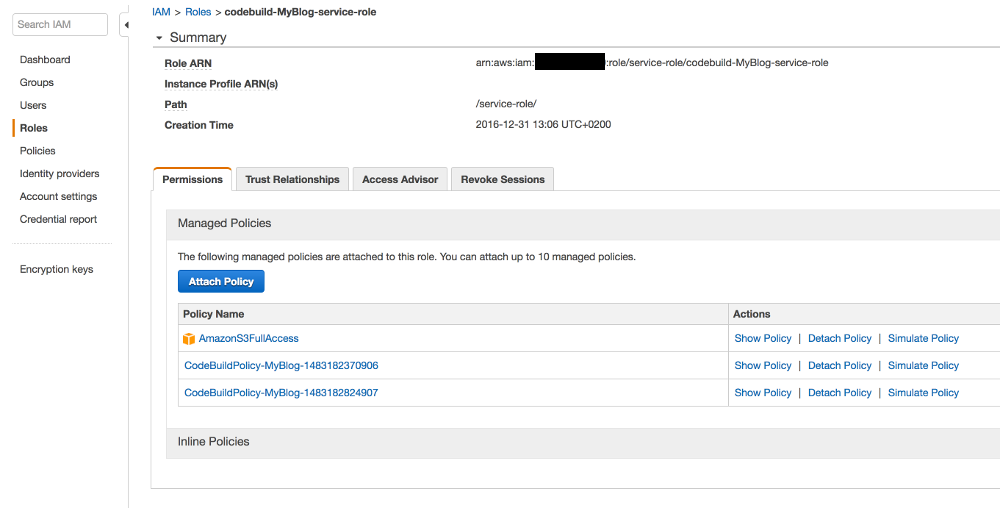 Search IAM
Dashboard
Groups
Users
Roles
Policies
Identity providers
Account settings
Credential report
Encryption keys
IAM > Roles > codebuild-MyBlog-service-role
Summary
Role ARN arn:aws:iam: :role/service-role/codebuild-MyBlog-service-role
Instance Profile ARN(s)
Path /service-role/
Creation Time 2016-12-31 13:06 UTC+0200
Permissions Trust Relationships Access Advisor Revoke Sessions
Managed Policies
The following managed policies are attached to this role. You can attach up to 10 managed policies.
Attach Policy
Policy Name Actions
AmazonS3FullAccess Show Policy | Detach Policy | Simulate Policy
CodeBuildPolicy-MyBlog-1483182370906 Show Policy | Detach Policy | Simulate Policy
CodeBuildPolicy-MyBlog-1483182824907 Show Policy | Detach Policy | Simulate Policy
Inline Policies